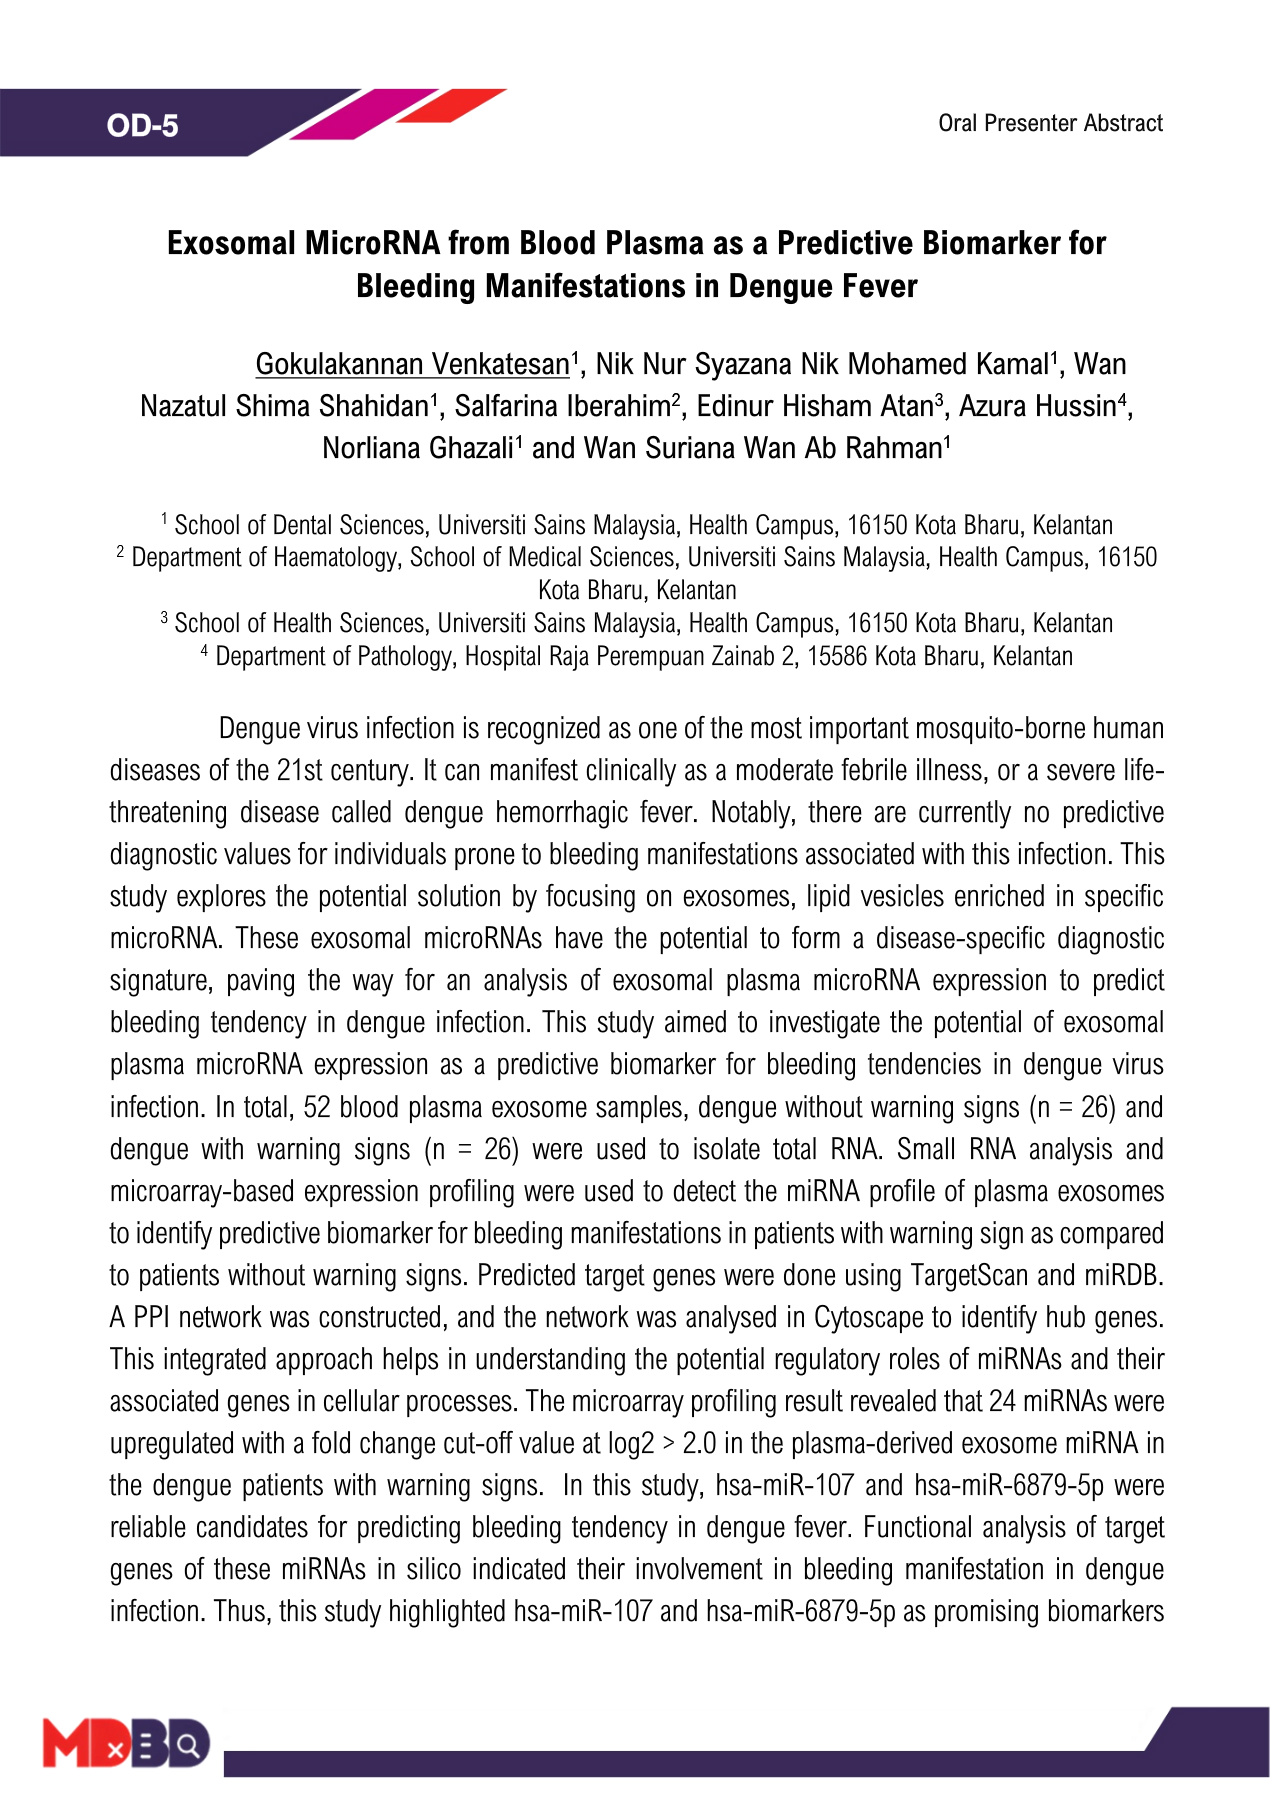 OD-5
Oral Presenter Abstract
Exosomal MicroRNA from Blood Plasma as a Predictive Biomarker for
Bleeding Manifestations in Dengue Fever
Gokulakannan Venkatesan¹, Nik Nur Syazana Nik Mohamed Kamal¹, Wan
Nazatul Shima Shahidan¹, Salfarina Iberahim², Edinur Hisham Atan³, Azura Hussin⁴,
Norliana Ghazali¹ and Wan Suriana Wan Ab Rahman¹
¹ School of Dental Sciences, Universiti Sains Malaysia, Health Campus, 16150 Kota Bharu, Kelantan
² Department of Haematology, School of Medical Sciences, Universiti Sains Malaysia, Health Campus, 16150
Kota Bharu, Kelantan
³ School of Health Sciences, Universiti Sains Malaysia, Health Campus, 16150 Kota Bharu, Kelantan
⁴ Department of Pathology, Hospital Raja Perempuan Zainab 2, 15586 Kota Bharu, Kelantan
Dengue virus infection is recognized as one of the most important mosquito-borne human
diseases of the 21st century. It can manifest clinically as a moderate febrile illness, or a severe life-
threatening disease called dengue hemorrhagic fever. Notably, there are currently no predictive
diagnostic values for individuals prone to bleeding manifestations associated with this infection. This
study explores the potential solution by focusing on exosomes, lipid vesicles enriched in specific
microRNA. These exosomal microRNAs have the potential to form a disease-specific diagnostic
signature, paving the way for an analysis of exosomal plasma microRNA expression to predict
bleeding tendency in dengue infection. This study aimed to investigate the potential of exosomal
plasma microRNA expression as a predictive biomarker for bleeding tendencies in dengue virus
infection. In total, 52 blood plasma exosome samples, dengue without warning signs (n = 26) and
dengue with warning signs (n = 26) were used to isolate total RNA. Small RNA analysis and
microarray-based expression profiling were used to detect the miRNA profile of plasma exosomes
to identify predictive biomarker for bleeding manifestations in patients with warning sign as compared
to patients without warning signs. Predicted target genes were done using TargetScan and miRDB.
A PPI network was constructed, and the network was analysed in Cytoscape to identify hub genes.
This integrated approach helps in understanding the potential regulatory roles of miRNAs and their
associated genes in cellular processes. The microarray profiling result revealed that 24 miRNAs were
upregulated with a fold change cut-off value at log2 > 2.0 in the plasma-derived exosome miRNA in
the dengue patients with warning signs. In this study, hsa-miR-107 and hsa-miR-6879-5p were
reliable candidates for predicting bleeding tendency in dengue fever. Functional analysis of target
genes of these miRNAs in silico indicated their involvement in bleeding manifestation in dengue
infection. Thus, this study highlighted hsa-miR-107 and hsa-miR-6879-5p as promising biomarkers
MDxBD